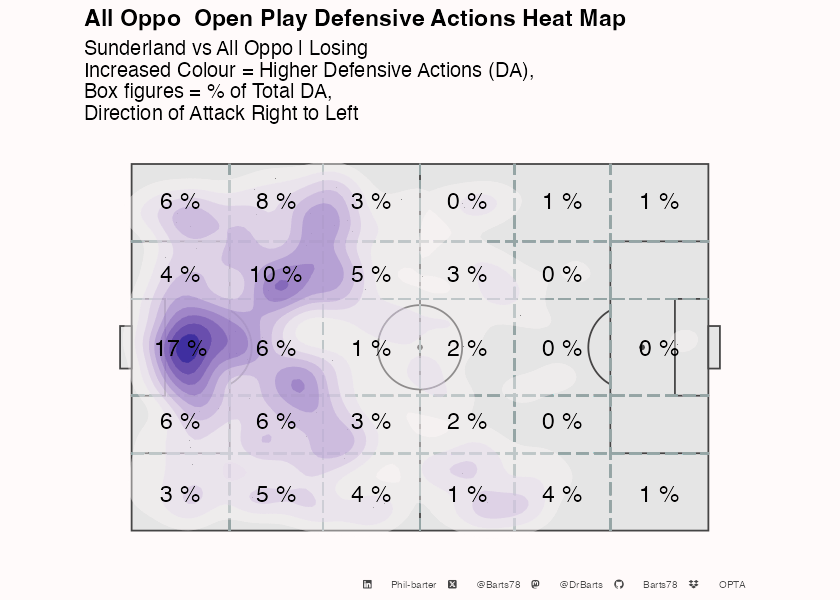 All Oppo  Open Play Defensive Actions Heat Map
Sunderland vs All Oppo | Losing
Increased Colour = Higher Defensive Actions (DA),
Box figures = % of Total DA,
Direction of Attack Right to Left
6 % 8 % 3 % 0 % 1 % 1 %
4 % 10 % 5 % 3 % 0 %
17 % 6 % 1 % 2 % 0 % 0 %
6 % 6 % 3 % 2 % 0 %
3 % 5 % 4 % 1 % 4 % 1 %
Phil-barter @Barts78 @DrBarts Barts78 OPTA